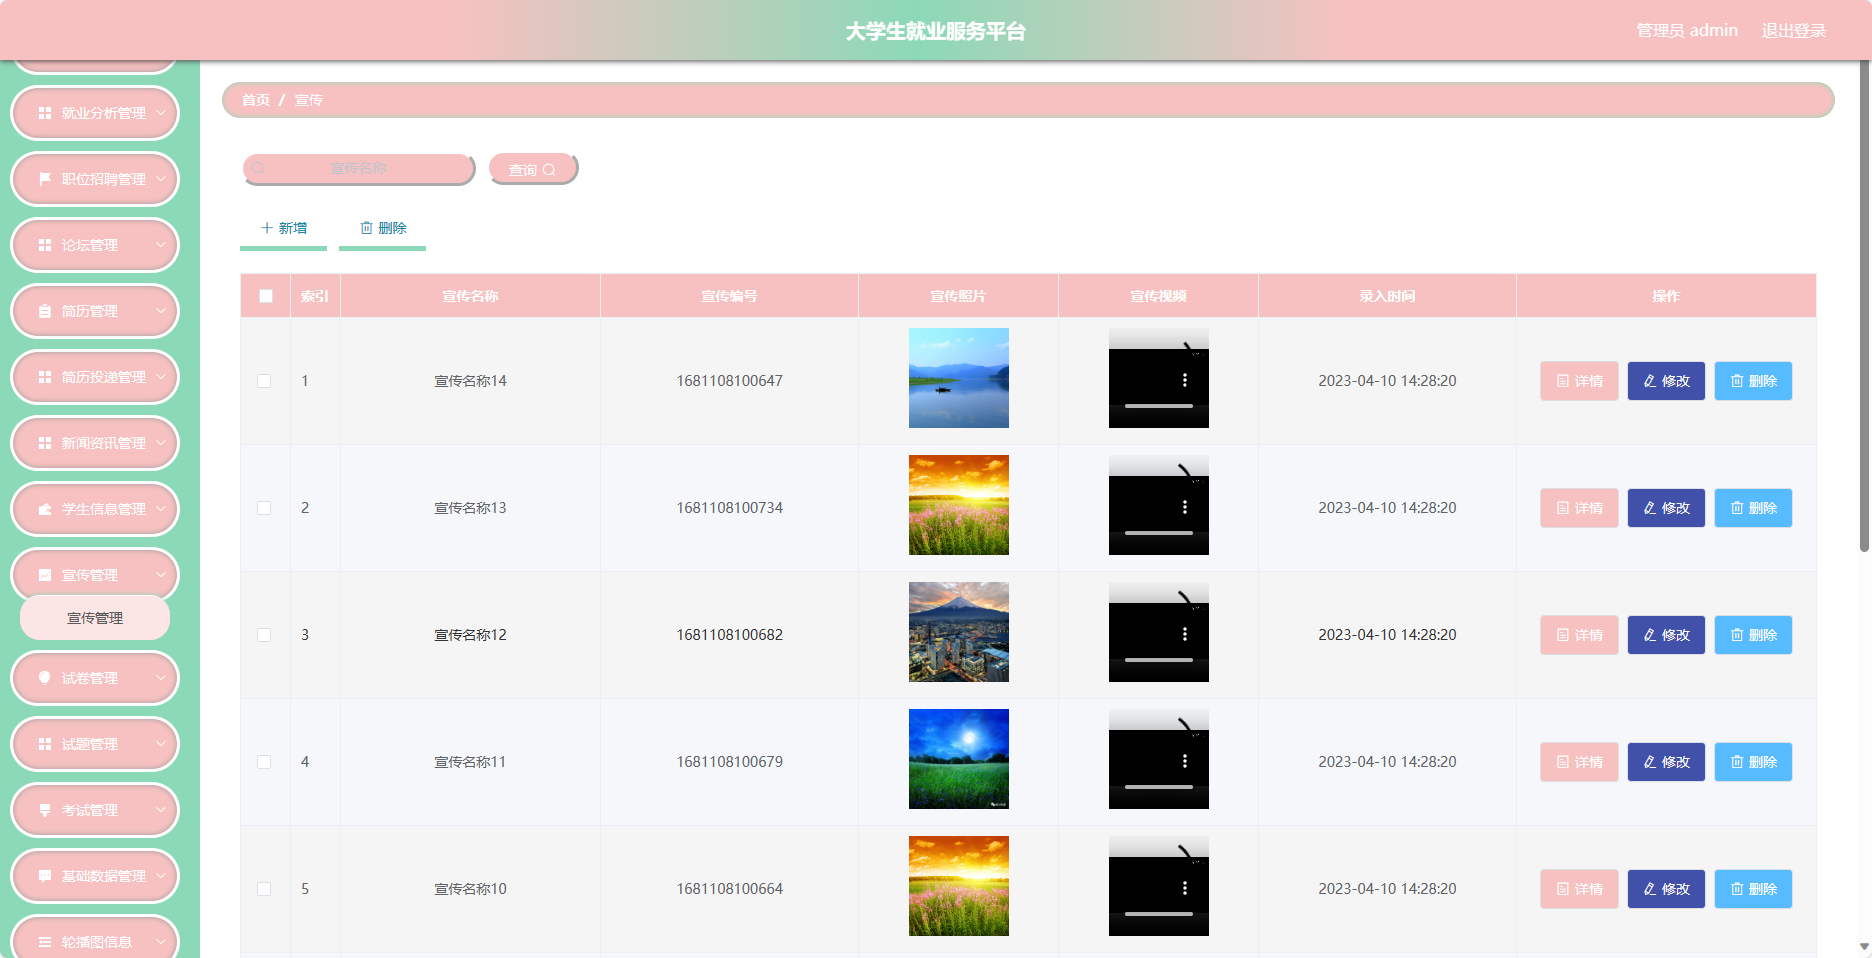 大学生就业服务平台
管理员 admin
退出登录
就业分析管理
职位招聘管理
论坛管理
简历管理
简历投递管理
新闻资讯管理
学生信息管理
宣传管理
宣传管理
试卷管理
试题管理
考试管理
基础数据管理
轮播图信息
首页 / 宣传
宣传名称
查询
新增
删除
索引 宣传名称 宣传编号 宣传照片 宣传视频 录入时间 操作
1 宣传名称14 1681108100647 2023-04-10 14:28:20 详情 修改 删除
2 宣传名称13 1681108100734 2023-04-10 14:28:20 详情 修改 删除
3 宣传名称12 1681108100682 2023-04-10 14:28:20 详情 修改 删除
4 宣传名称11 1681108100679 2023-04-10 14:28:20 详情 修改 删除
5 宣传名称10 1681108100664 2023-04-10 14:28:20 详情 修改 删除